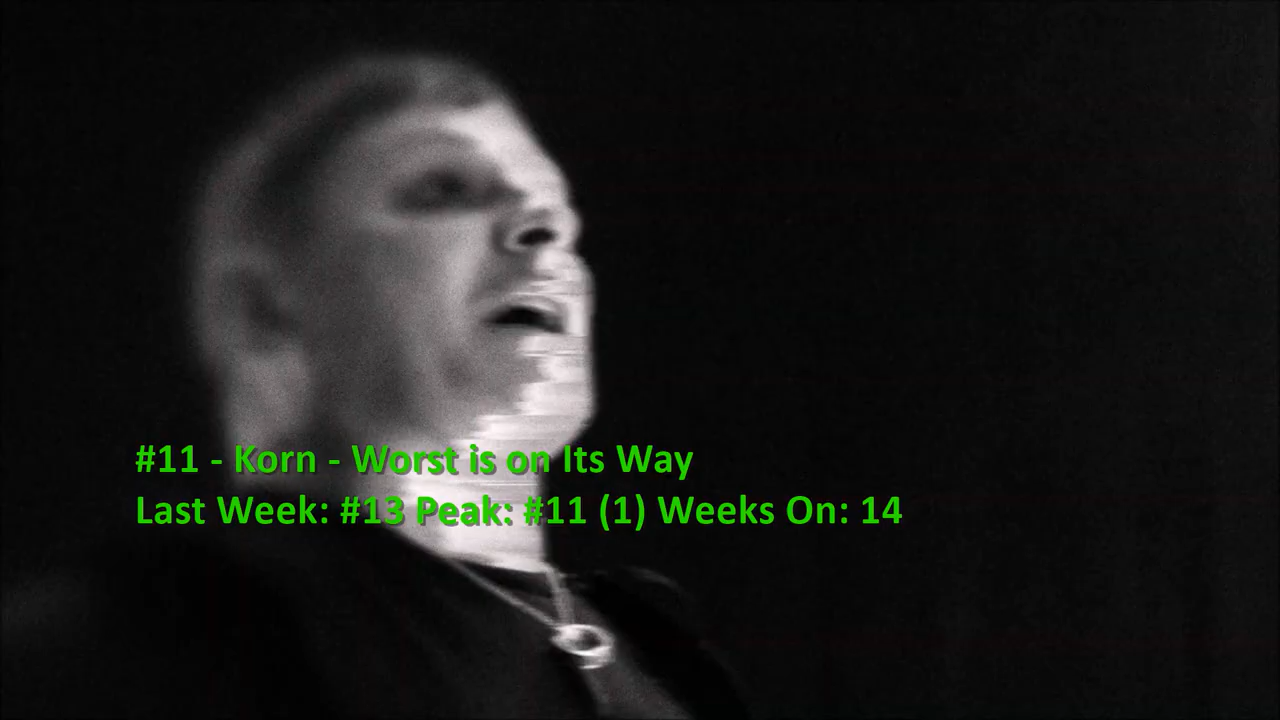 #11 - Korn - Worst is on Its Way
Last Week: #13 Peak: #11 (1) Weeks On: 14